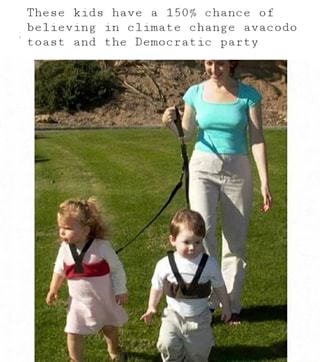 These kids have a 150% chance of
believing in climate change avacodo
toast and the Democratic party